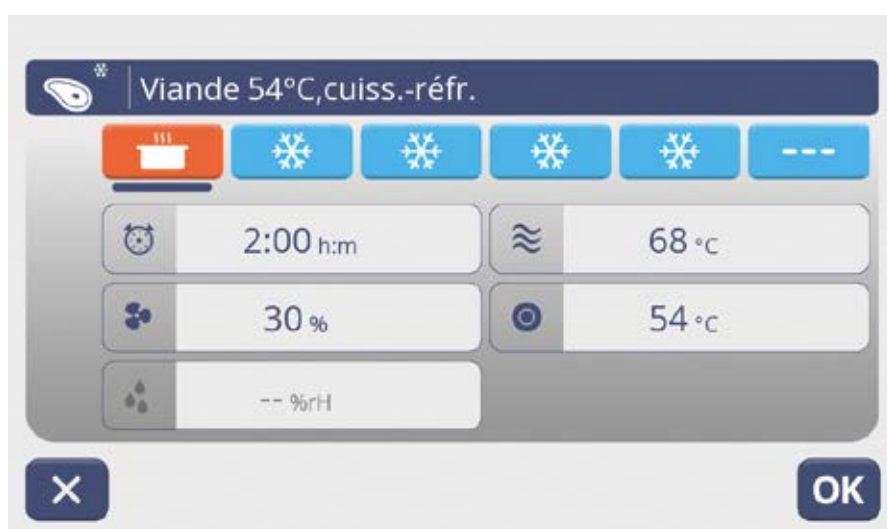 Viande 54°C,cuiss.-réfr.
---
2:00 h:m
68 °C
30 %
54 °C
-- %rH
OK